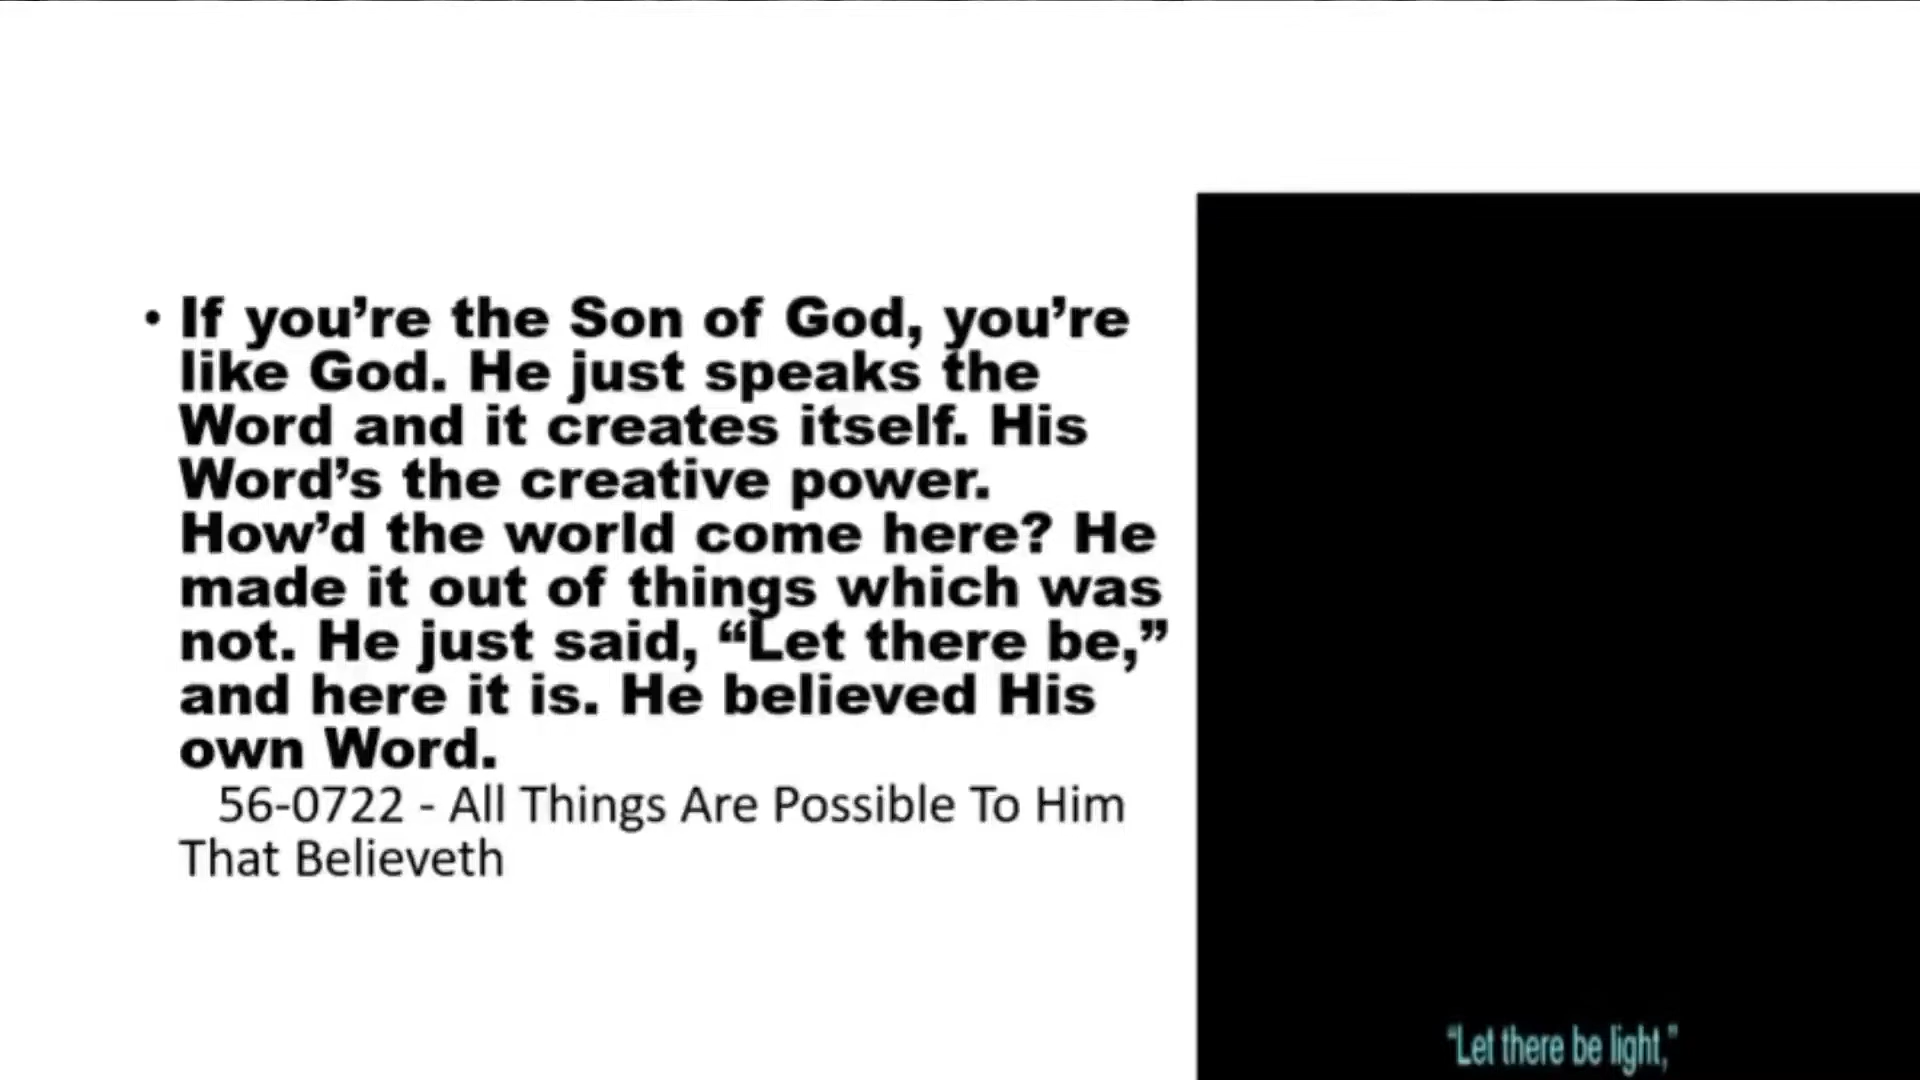 • If you’re the Son of God, you’re
like God. He just speaks the
Word and it creates itself. His
Word’s the creative power.
How’d the world come here? He
made it out of things which was
not. He just said, “Let there be,”
and here it is. He believed His
own Word.
56-0722 - All Things Are Possible To Him
That Believeth
“Let there be light,”